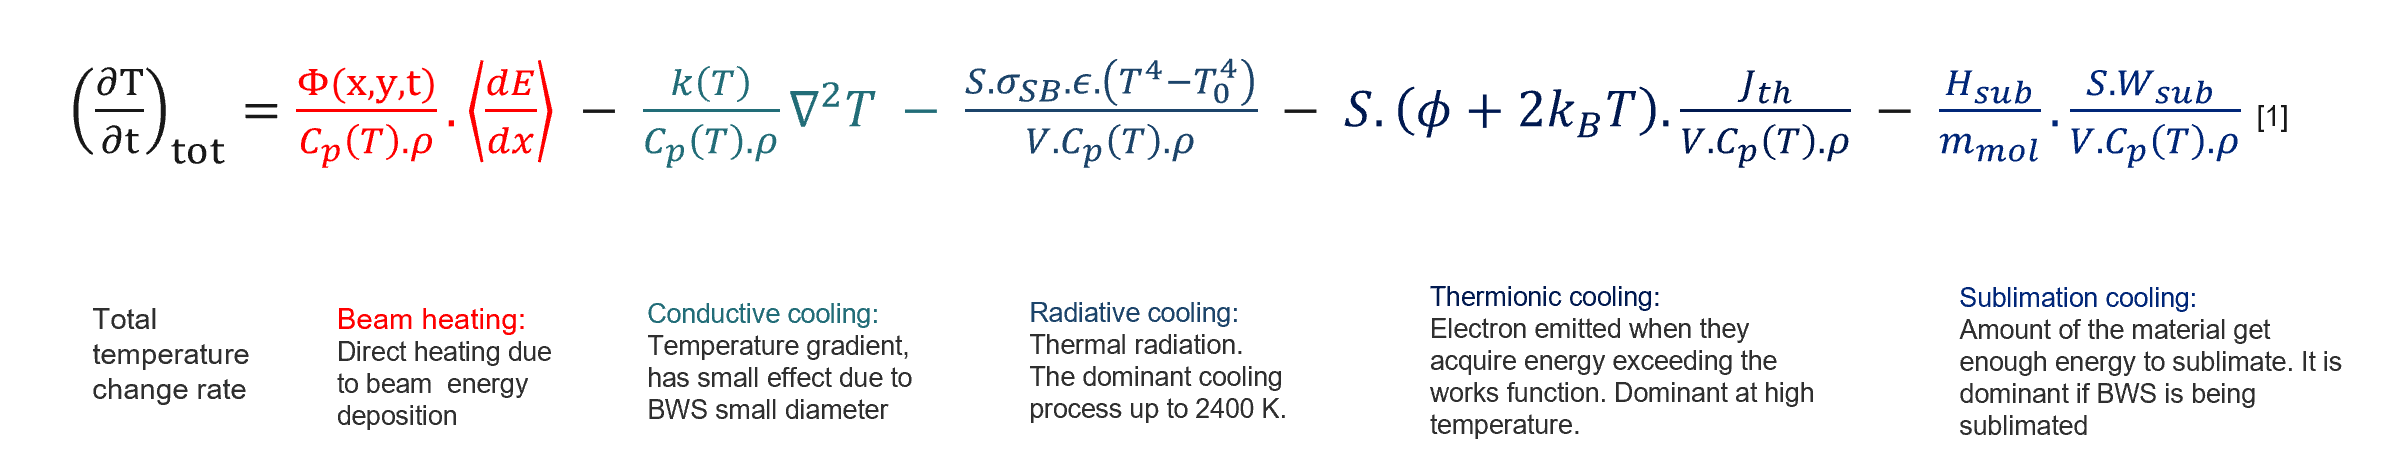 (∂T/∂t)tot = Φ(x,y,t)/Cp(T).ρ . ⟨dE/dx⟩ − k(T)/Cp(T).ρ ∇²T − S.σSB.ϵ.(T⁴−T₀⁴)/V.Cp(T).ρ − S.(ϕ + 2kBT).Jth/V.Cp(T).ρ − Hsub/mmol . S.Wsub/V.Cp(T).ρ [1]
Total
temperature
change rate
Beam heating:
Direct heating due
to beam energy
deposition
Conductive cooling:
Temperature gradient,
has small effect due to
BWS small diameter
Radiative cooling:
Thermal radiation.
The dominant cooling
process up to 2400 K.
Thermionic cooling:
Electron emitted when they
acquire energy exceeding the
works function. Dominant at high
temperature.
Sublimation cooling:
Amount of the material get
enough energy to sublimate. It is
dominant if BWS is being
sublimated